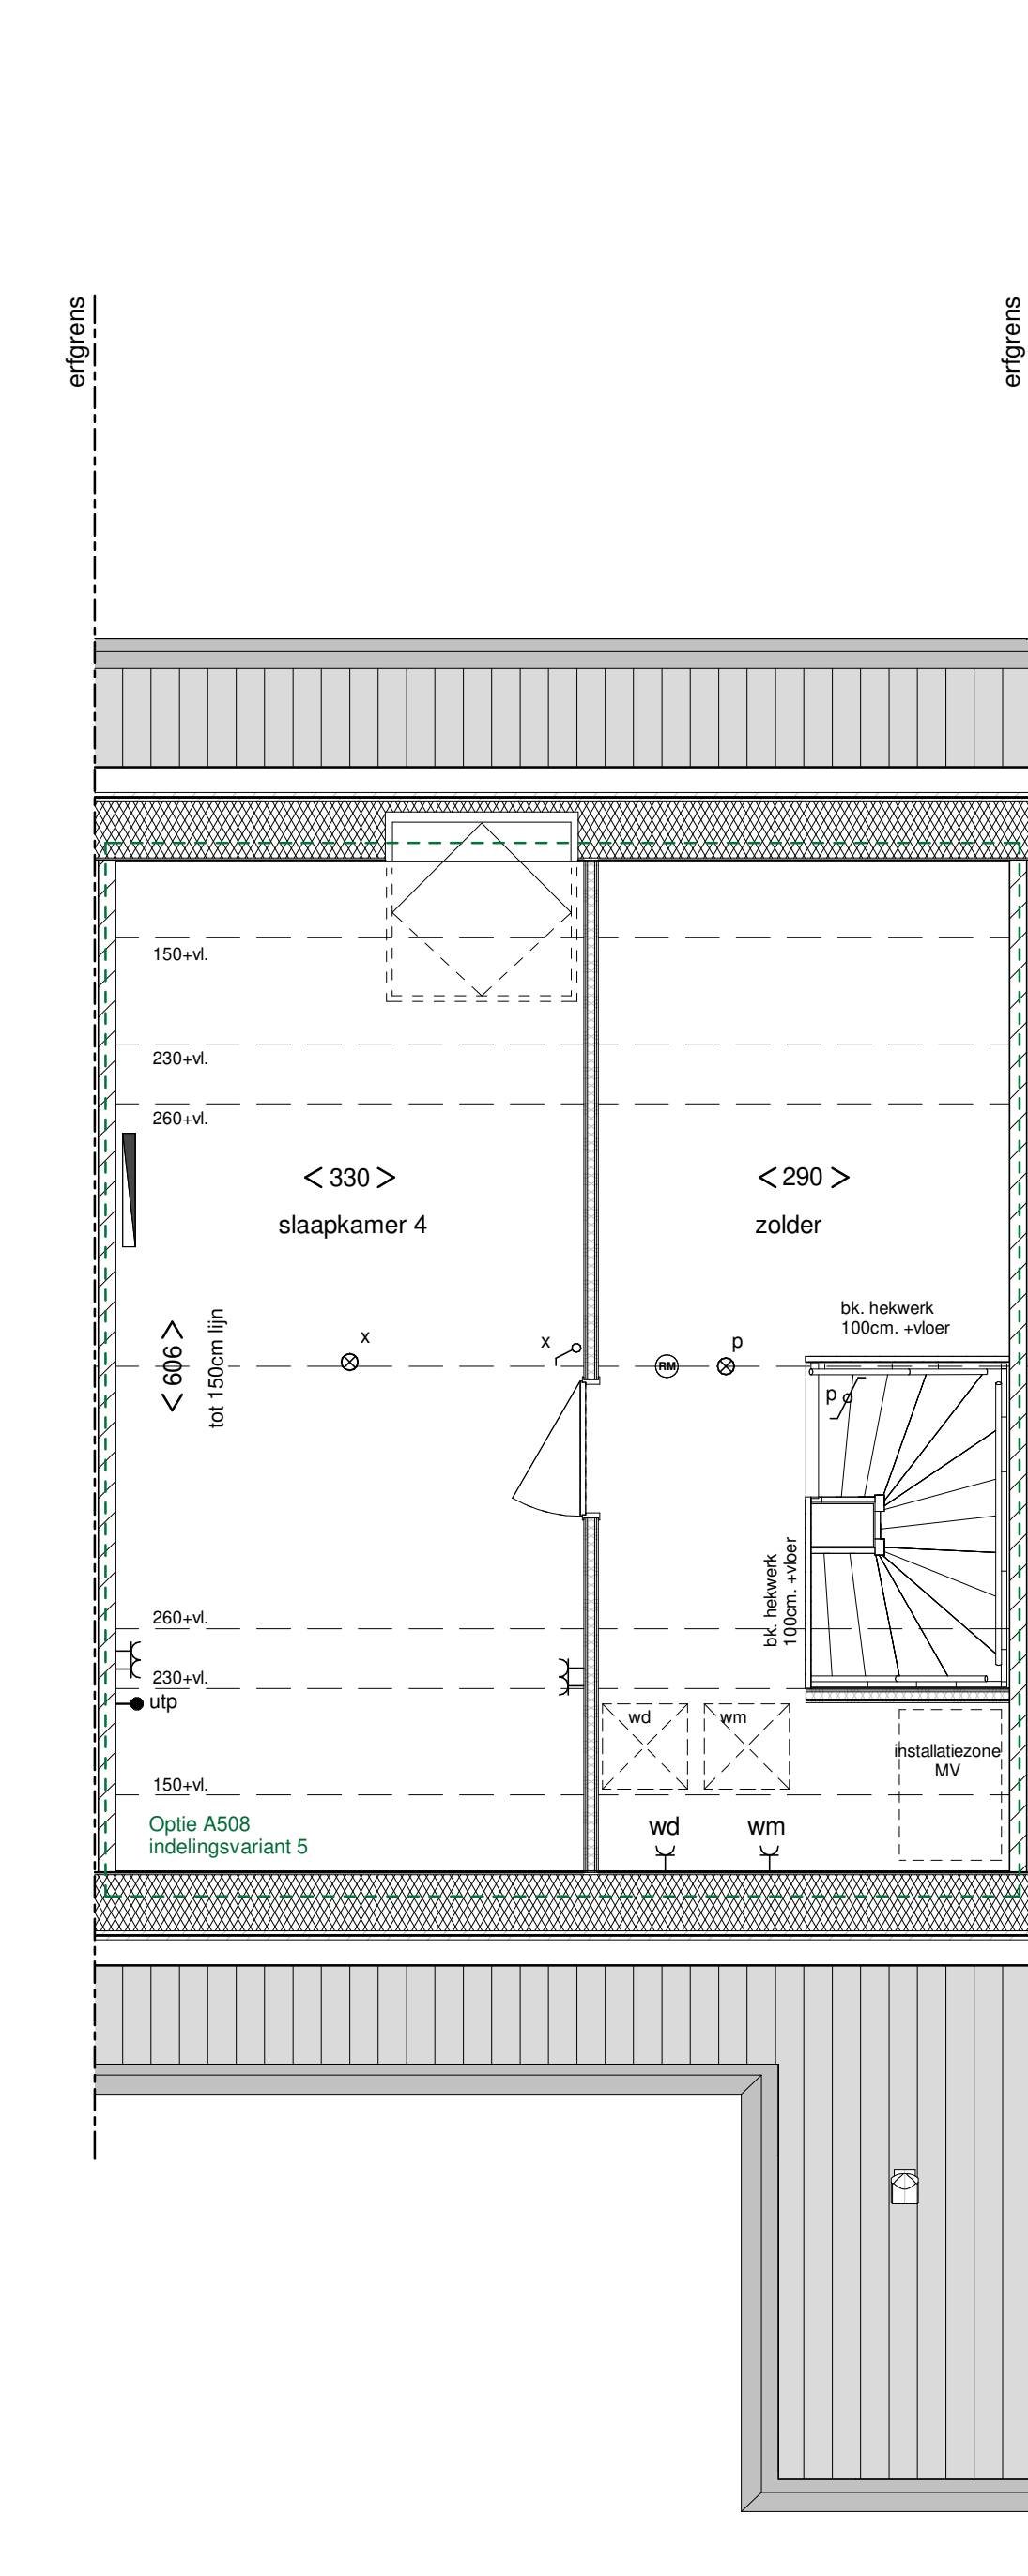 erfgrens
erfgrens
150+vl.
230+vl.
260+vl.
< 330 >
slaapkamer 4
< 290 >
zolder
bk. hekwerk
100cm. +vloer
< 606 >
tot 150cm lijn
x
x
RM
p
p
bk. hekwerk
100cm. +vloer
260+vl.
230+vl.
utp
wd
wm
installatiezone
MV
150+vl.
Optie A508
indelingsvariant 5
wd
wm